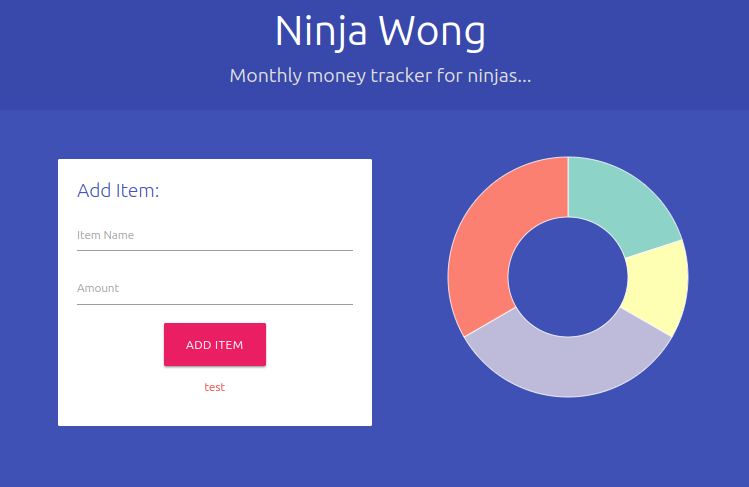 Ninja Wong
Monthly money tracker for ninjas...
Add Item:
Item Name
Amount
ADD ITEM
test